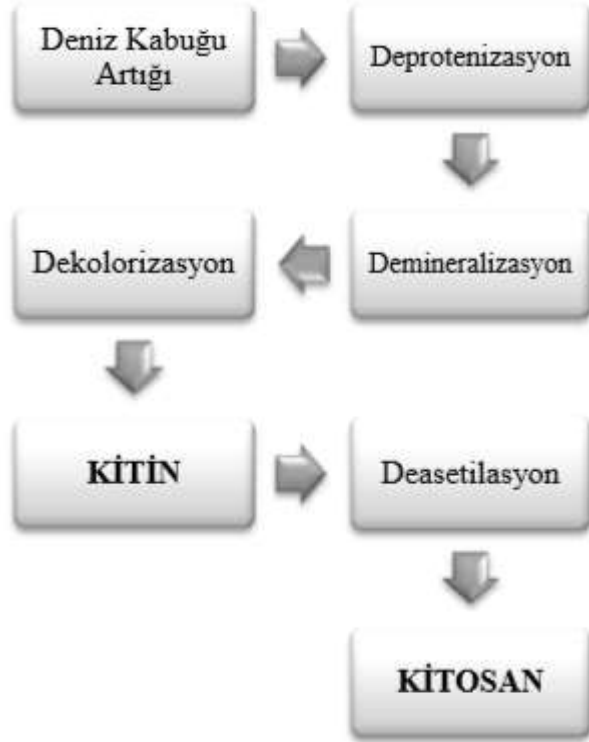 Deniz Kabuğu
Artığı
Deprotenizasyon
Demineralizasyon
Dekolorizasyon
KİTİN
Deasetilasyon
KİTOSAN